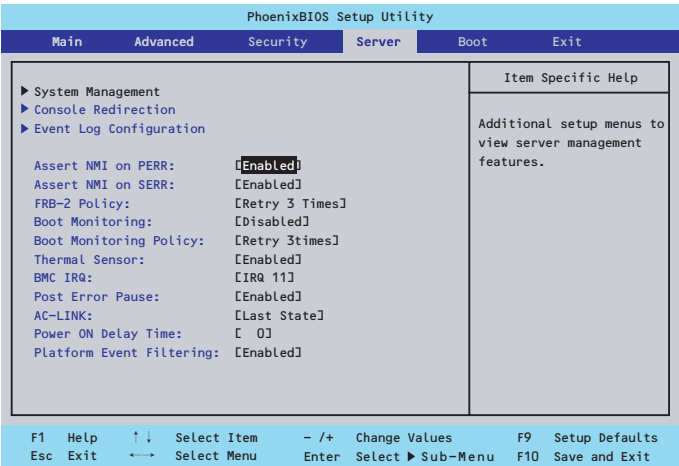 PhoenixBIOS Setup Utility
Main Advanced Security Server Boot Exit
▶ System Management
▶ Console Redirection
▶ Event Log Configuration
Assert NMI on PERR: [Enabled]
Assert NMI on SERR: [Enabled]
FRB-2 Policy: [Retry 3 Times]
Boot Monitoring: [Disabled]
Boot Monitoring Policy: [Retry 3times]
Thermal Sensor: [Enabled]
BMC IRQ: [IRQ 11]
Post Error Pause: [Enabled]
AC-LINK: [Last State]
Power ON Delay Time: [ 0]
Platform Event Filtering: [Enabled]
Item Specific Help
Additional setup menus to
view server management
features.
F1 Help ↑↓ Select Item - /+ Change Values F9 Setup Defaults
Esc Exit ←→ Select Menu Enter Select ▶ Sub-Menu F10 Save and Exit